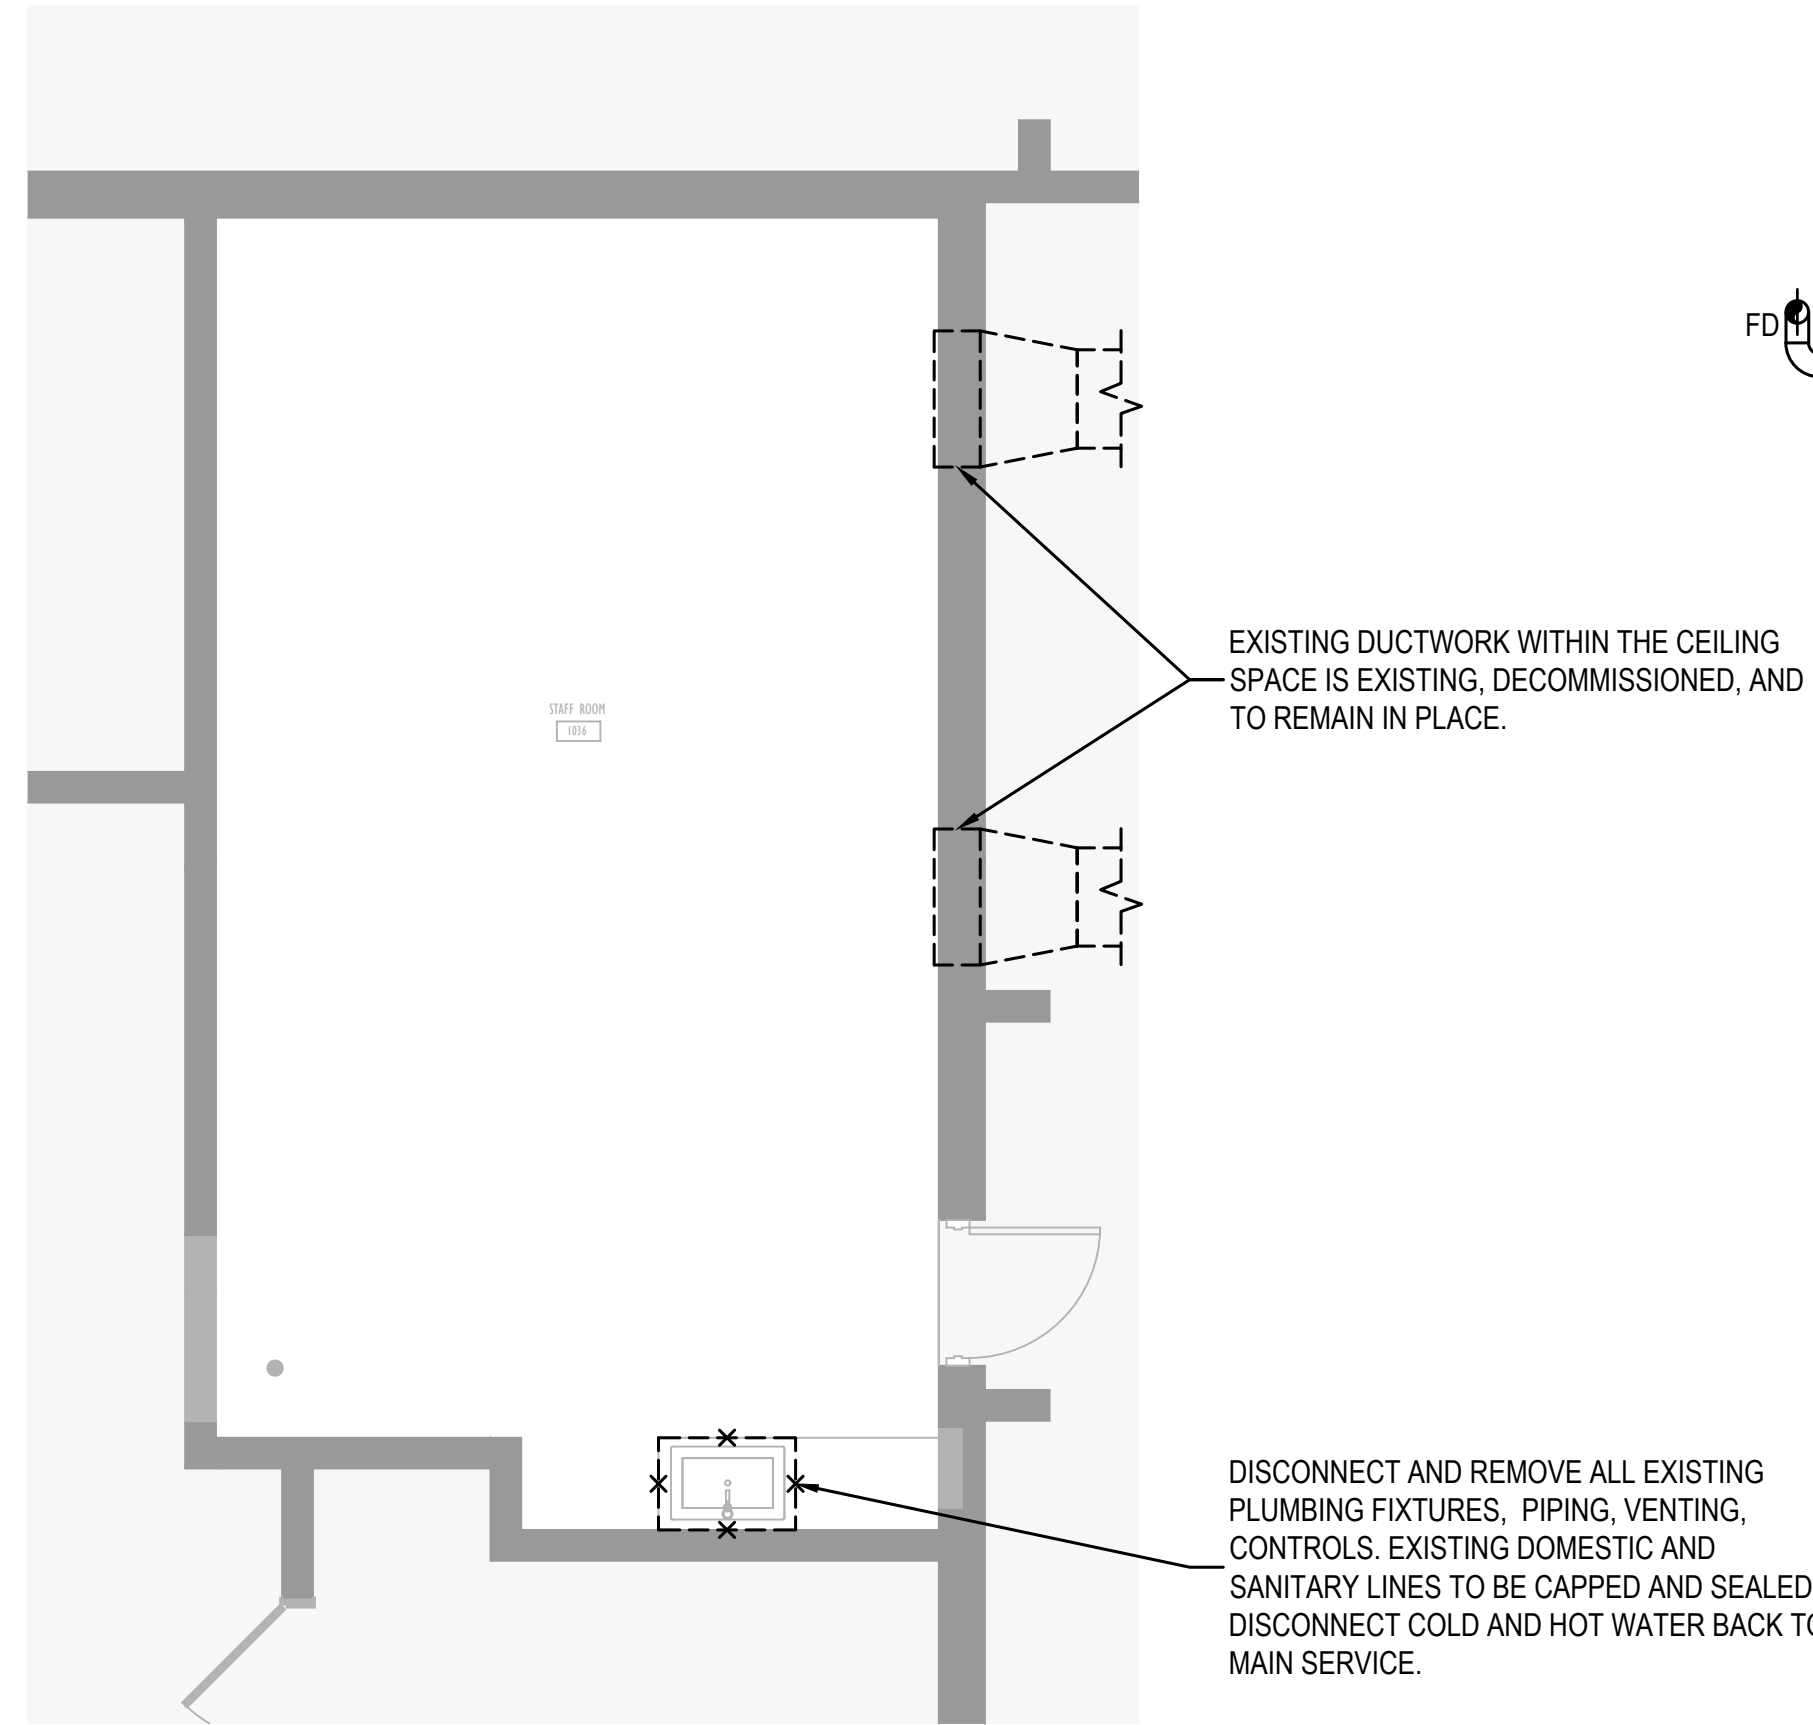 FD
EXISTING DUCTWORK WITHIN THE CEILING
SPACE IS EXISTING, DECOMMISSIONED, AND
TO REMAIN IN PLACE.
STAFF ROOM
1036
DISCONNECT AND REMOVE ALL EXISTING
PLUMBING FIXTURES, PIPING, VENTING,
CONTROLS. EXISTING DOMESTIC AND
SANITARY LINES TO BE CAPPED AND SEALED
DISCONNECT COLD AND HOT WATER BACK TO
MAIN SERVICE.